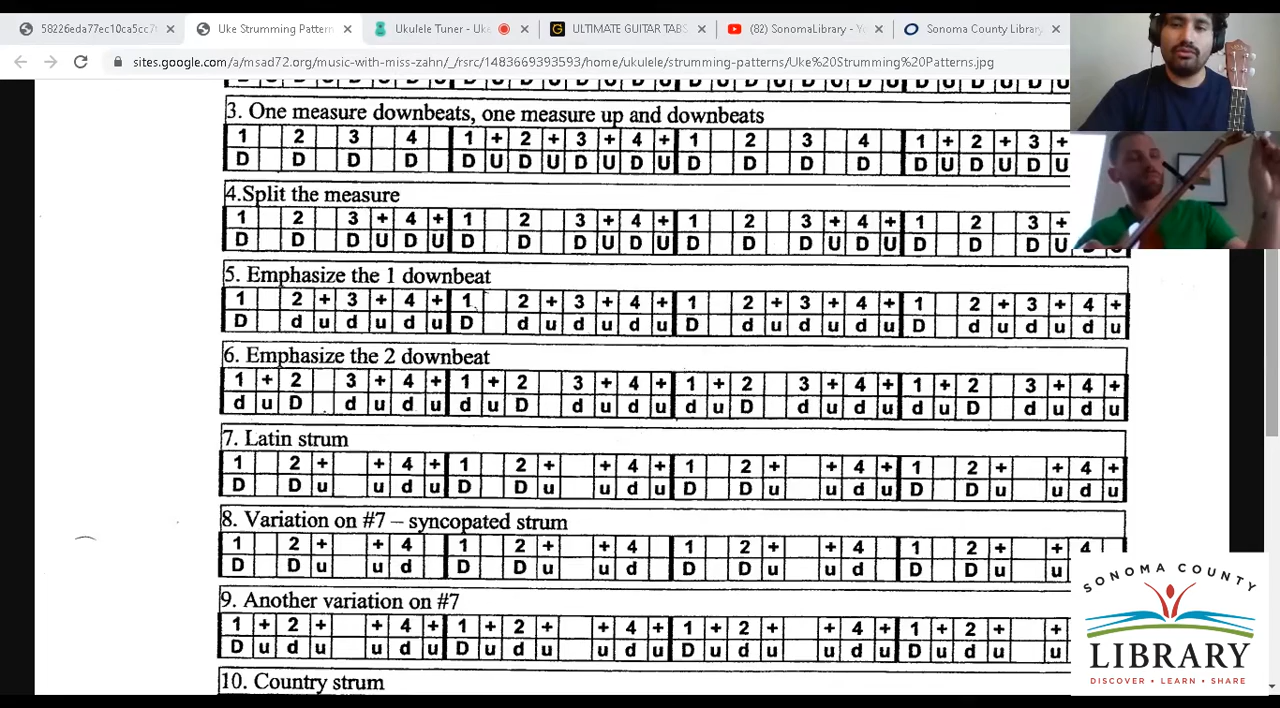 58226eda77ec10ca5cc7
Uke Strumming Pattern
Ukulele Tuner - Uke
ULTIMATE GUITAR TABS
(82) SonomaLibrary - Yo
Sonoma County Library
sites.google.com/a/msad72.org/music-with-miss-zahn/_/rsrc/1483669393593/home/ukulele/strumming-patterns/Uke%20Strumming%20Patterns.jpg
3. One measure downbeats, one measure up and downbeats
1 2 3 4 1 + 2 + 3 + 4 + 1 2 3 4 1 + 2 + 3 +
D D D D D U D U D U D U D D D D D U D U D U
4.Split the measure
1 2 3 + 4 + 1 2 3 + 4 + 1 2 3 + 4 + 1 2 3 +
D D D U D U D D D U D U D D D U D U D D D U
5. Emphasize the 1 downbeat
1 2 + 3 + 4 + 1 2 + 3 + 4 + 1 2 + 3 + 4 + 1 2 + 3 + 4 +
D d u d u d u D d u d u d u D d u d u d u D d u d u d u
6. Emphasize the 2 downbeat
1 + 2 3 + 4 + 1 + 2 3 + 4 + 1 + 2 3 + 4 + 1 + 2 3 + 4 +
d u D d u d u d u D d u d u d u D d u d u d u D d u d u
7. Latin strum
1 2 + + 4 + 1 2 + + 4 + 1 2 + + 4 + 1 2 + + 4 +
D D u u d u D D u u d u D D u u d u D D u u d u
8. Variation on #7 – syncopated strum
1 2 + + 4 1 2 + + 4 1 2 + + 4 1 2 + + 4
D D u u d D D u u d D D u u d D D u u
9. Another variation on #7
1 + 2 + + 4 + 1 + 2 + + 4 + 1 + 2 + + 4 + 1 + 2 + +
D u d u u d u D u d u u d u D u d u u d u D u d u u
10. Country strum
SONOMA COUNTY
LIBRARY
DISCOVER • LEARN • SHARE